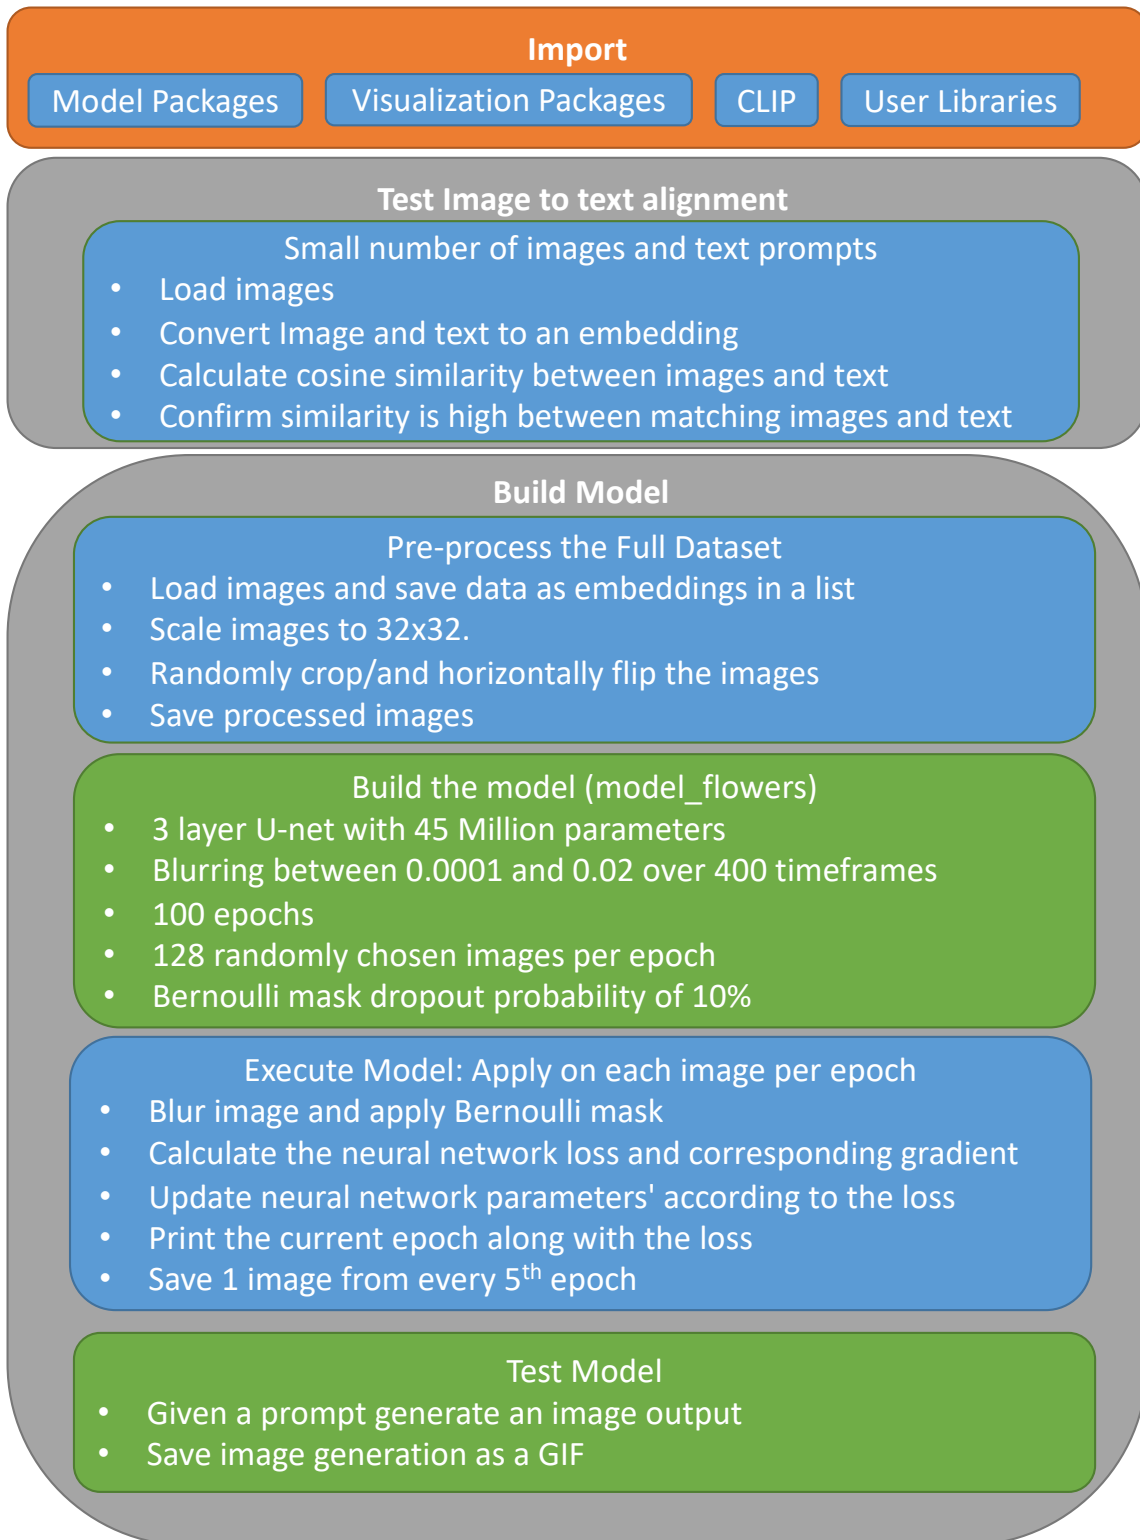 Import
Model Packages
Visualization Packages
CLIP
User Libraries
Test Image to text alignment
Small number of images and text prompts
• Load images
• Convert Image and text to an embedding
• Calculate cosine similarity between images and text
• Confirm similarity is high between matching images and text
Build Model
Pre-process the Full Dataset
• Load images and save data as embeddings in a list
• Scale images to 32x32.
• Randomly crop/and horizontally flip the images
• Save processed images
Build the model (model_flowers)
• 3 layer U-net with 45 Million parameters
• Blurring between 0.0001 and 0.02 over 400 timeframes
• 100 epochs
• 128 randomly chosen images per epoch
• Bernoulli mask dropout probability of 10%
Execute Model: Apply on each image per epoch
• Blur image and apply Bernoulli mask
• Calculate the neural network loss and corresponding gradient
• Update neural network parameters' according to the loss
• Print the current epoch along with the loss
• Save 1 image from every 5th epoch
Test Model
• Given a prompt generate an image output
• Save image generation as a GIF